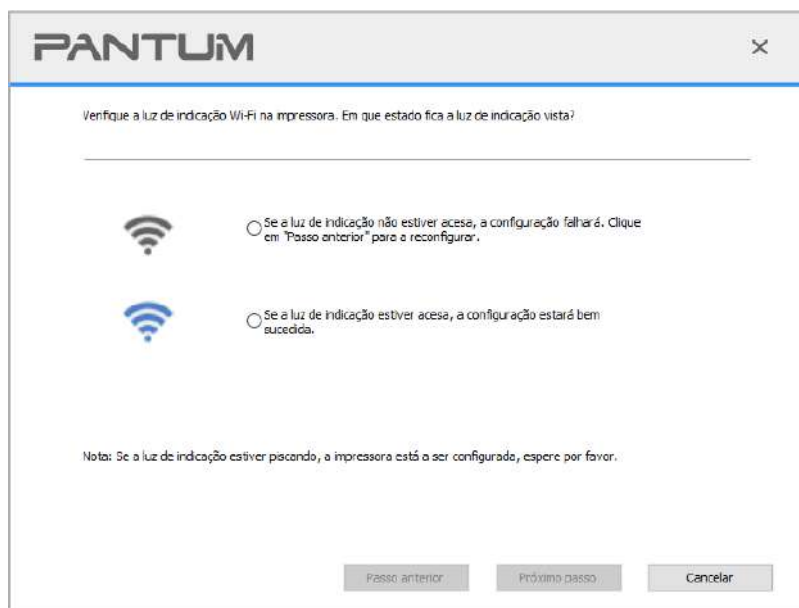 PANTUM
Verifique a luz de indicação Wi-Fi na impressora. Em que estado fica a luz de indicação vista?
Se a luz de indicação não estiver acesa, a configuração falhará. Clique
em "Passo anterior" para a reconfigurar.
Se a luz de indicação estiver acesa, a configuração estará bem
sucedida.
Nota: Se a luz de indicação estiver piscando, a impressora está a ser configurada, espere por favor.
Passo anterior
Próximo passo
Cancelar